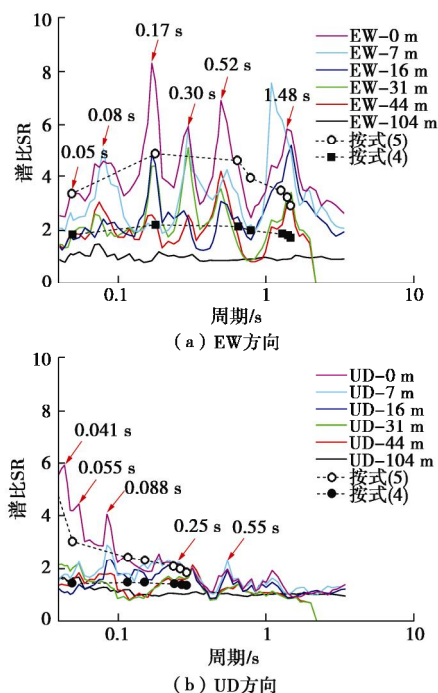 10
8
6
4
2
0
谱比SR
0.05 s
0.08 s
0.17 s
0.30 s
0.52 s
1.48 s
EW-0 m
EW-7 m
EW-16 m
EW-31 m
EW-44 m
EW-104 m
按式(5)
按式(4)
0.1
1
10
周期/s
(a) EW方向
10
8
6
4
2
0
谱比SR
0.041 s
0.055 s
0.088 s
0.25 s
0.55 s
UD-0 m
UD-7 m
UD-16 m
UD-31 m
UD-44 m
UD-104 m
按式(5)
按式(4)
0.1
1
10
周期/s
(b) UD方向